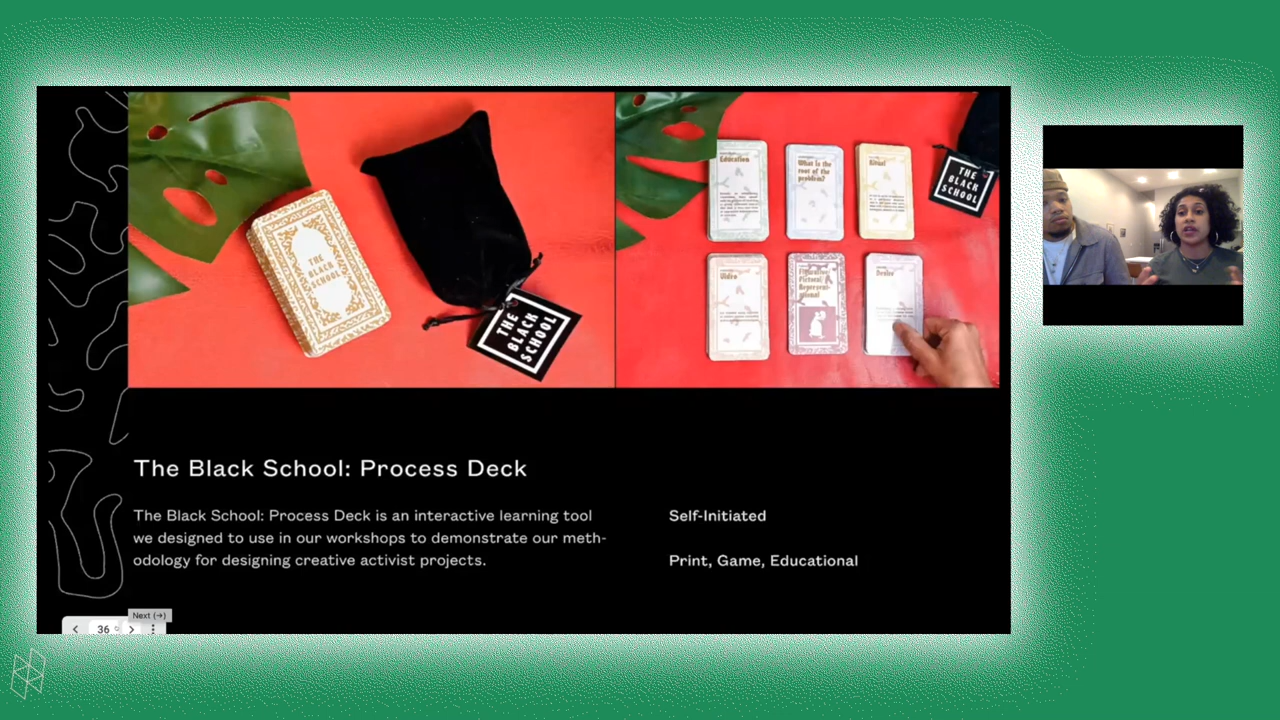 THE
BLACK
SCHOOL
THE
BLACK
SCHOOL
Education
What is the
root of the
problem?
Ritual
THE
BLACK
SCHOOL
Video
Desire
The Black School: Process Deck
The Black School: Process Deck is an interactive learning tool
we designed to use in our workshops to demonstrate our meth-
odology for designing creative activist projects.
Self-Initiated
Print, Game, Educational
Next (→)
36